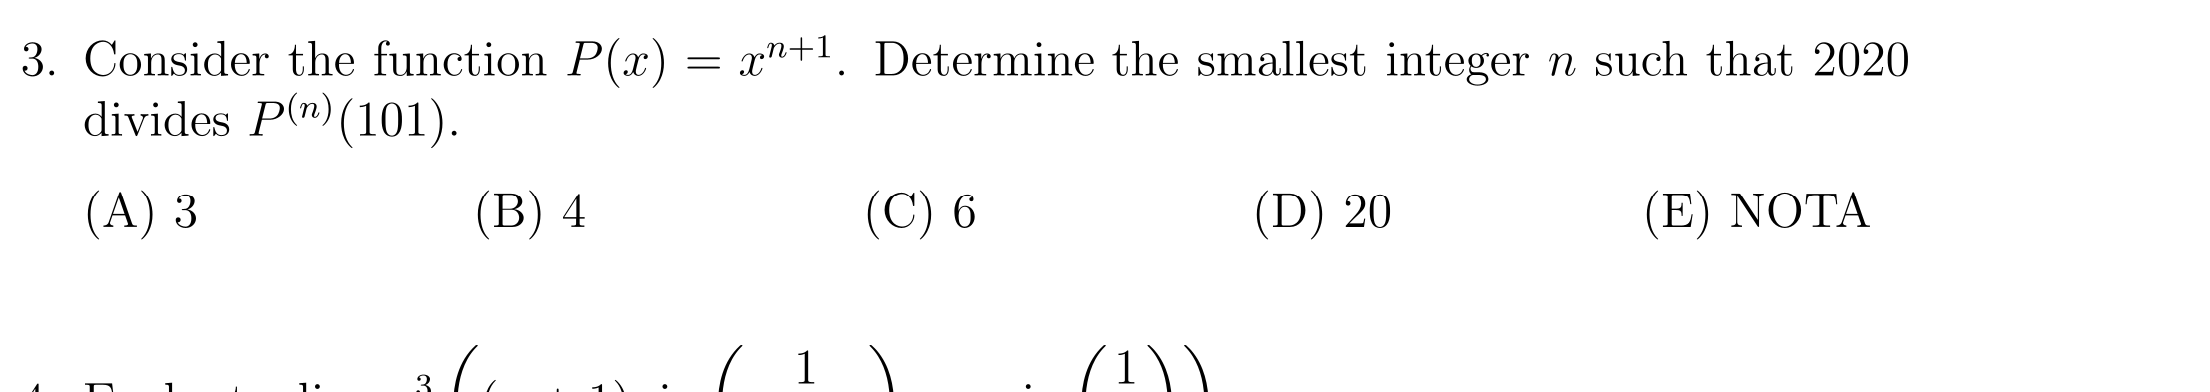 3. Consider the function P(x) = x^{n+1}. Determine the smallest integer n such that 2020
divides P^{(n)}(101).
(A) 3 (B) 4 (C) 6 (D) 20 (E) NOTA